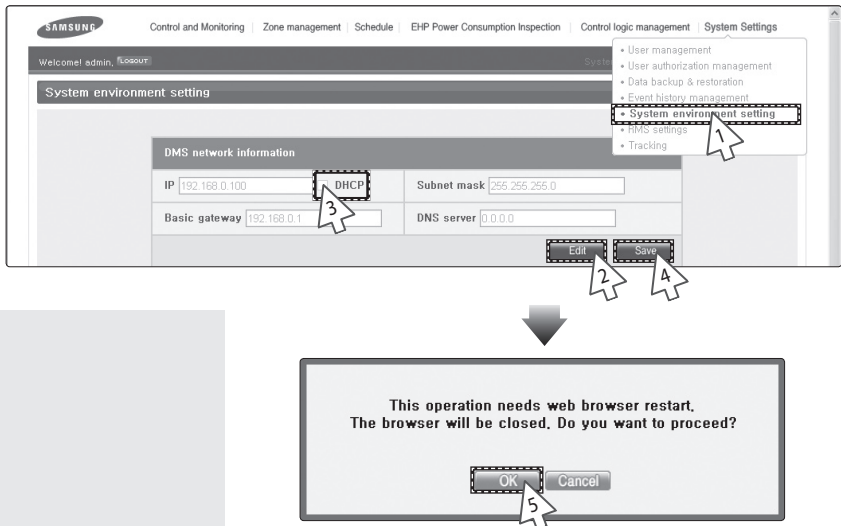 SAMSUNG Control and Monitoring Zone management Schedule EHP Power Consumption Inspection Control logic management System Settings
Welcome! admin, LOGOUT
• User management
• User authorization management
• Data backup & restoration
• Event history management
• System environment setting
• RMS settings
• Tracking
1
System environment setting
DMS network information
IP 192.168.0.100 DHCP Subnet mask 255.255.255.0
3
Basic gateway 192.168.0.1 DNS server 0.0.0.0
Edit Save
2 4
This operation needs web browser restart.
The browser will be closed. Do you want to proceed?
OK Cancel
5